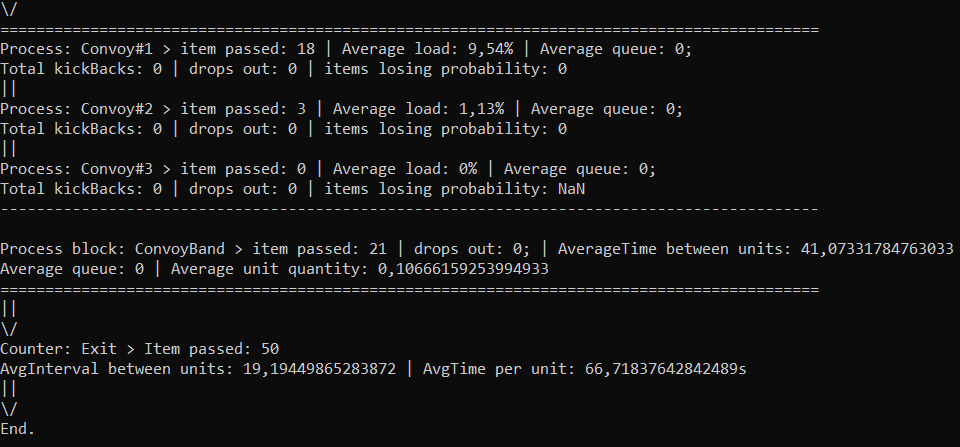 \/
===========================================================================================
Process: Convoy#1 > item passed: 18 | Average load: 9,54% | Average queue: 0;
Total kickBacks: 0 | drops out: 0 | items losing probability: 0
||
Process: Convoy#2 > item passed: 3 | Average load: 1,13% | Average queue: 0;
Total kickBacks: 0 | drops out: 0 | items losing probability: 0
||
Process: Convoy#3 > item passed: 0 | Average load: 0% | Average queue: 0;
Total kickBacks: 0 | drops out: 0 | items losing probability: NaN
-------------------------------------------------------------------------------------------
Process block: ConvoyBand > item passed: 21 | drops out: 0; | AverageTime between units: 41,07331784763033
Average queue: 0 | Average unit quantity: 0,10666159253994933
===========================================================================================
||
\/
Counter: Exit > Item passed: 50
AvgInterval between units: 19,19449865283872 | AvgTime per unit: 66,71837642842489s
||
\/
End.